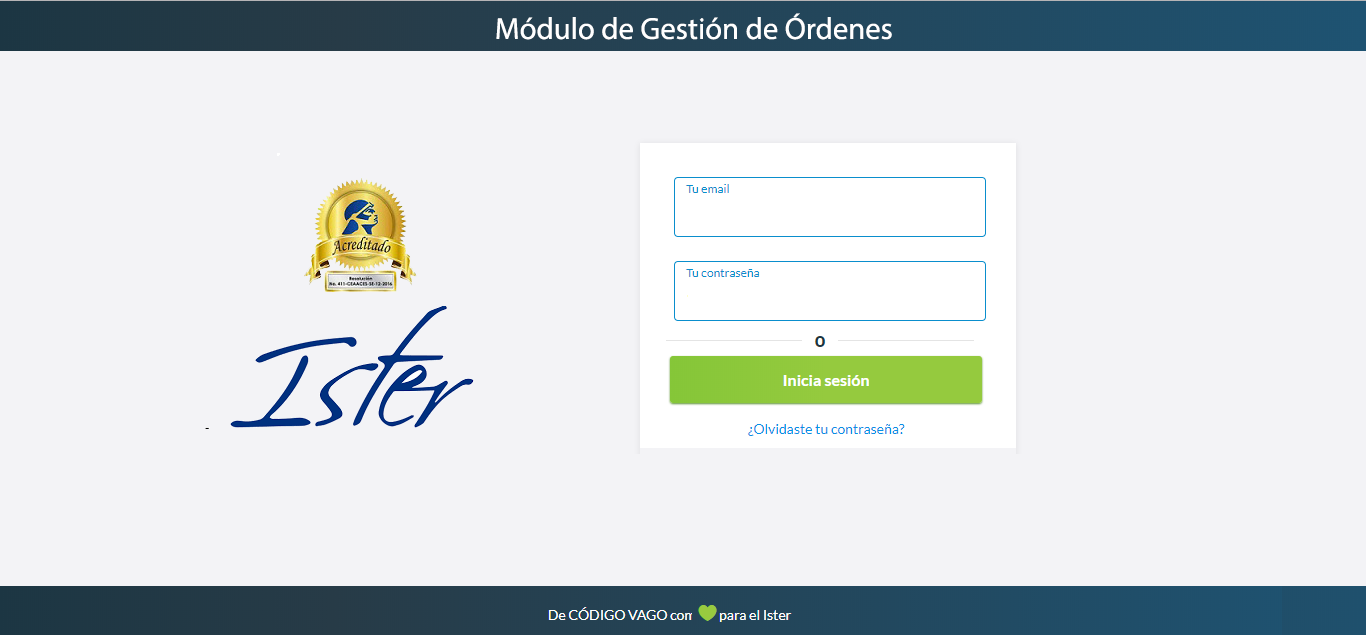 Módulo de Gestión de Órdenes
Acreditado
Resolución
No. 411-CEAACES-SE-12-2016
Ister
Tu email
Tu contraseña
O
Inicia sesión
¿Olvidaste tu contraseña?
De CÓDIGO VAGO con para el Ister